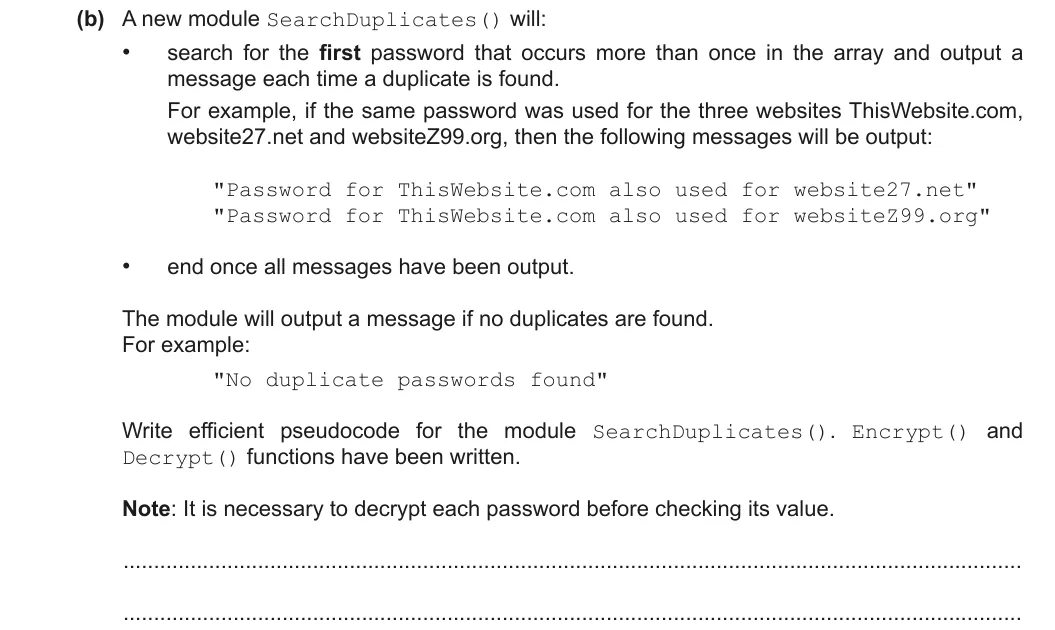 (b) A new module SearchDuplicates() will:
• search for the first password that occurs more than once in the array and output a
message each time a duplicate is found.
For example, if the same password was used for the three websites ThisWebsite.com,
website27.net and websiteZ99.org, then the following messages will be output:
"Password for ThisWebsite.com also used for website27.net"
"Password for ThisWebsite.com also used for websiteZ99.org"
• end once all messages have been output.
The module will output a message if no duplicates are found.
For example:
"No duplicate passwords found"
Write efficient pseudocode for the module SearchDuplicates(). Encrypt() and
Decrypt() functions have been written.
Note: It is necessary to decrypt each password before checking its value.